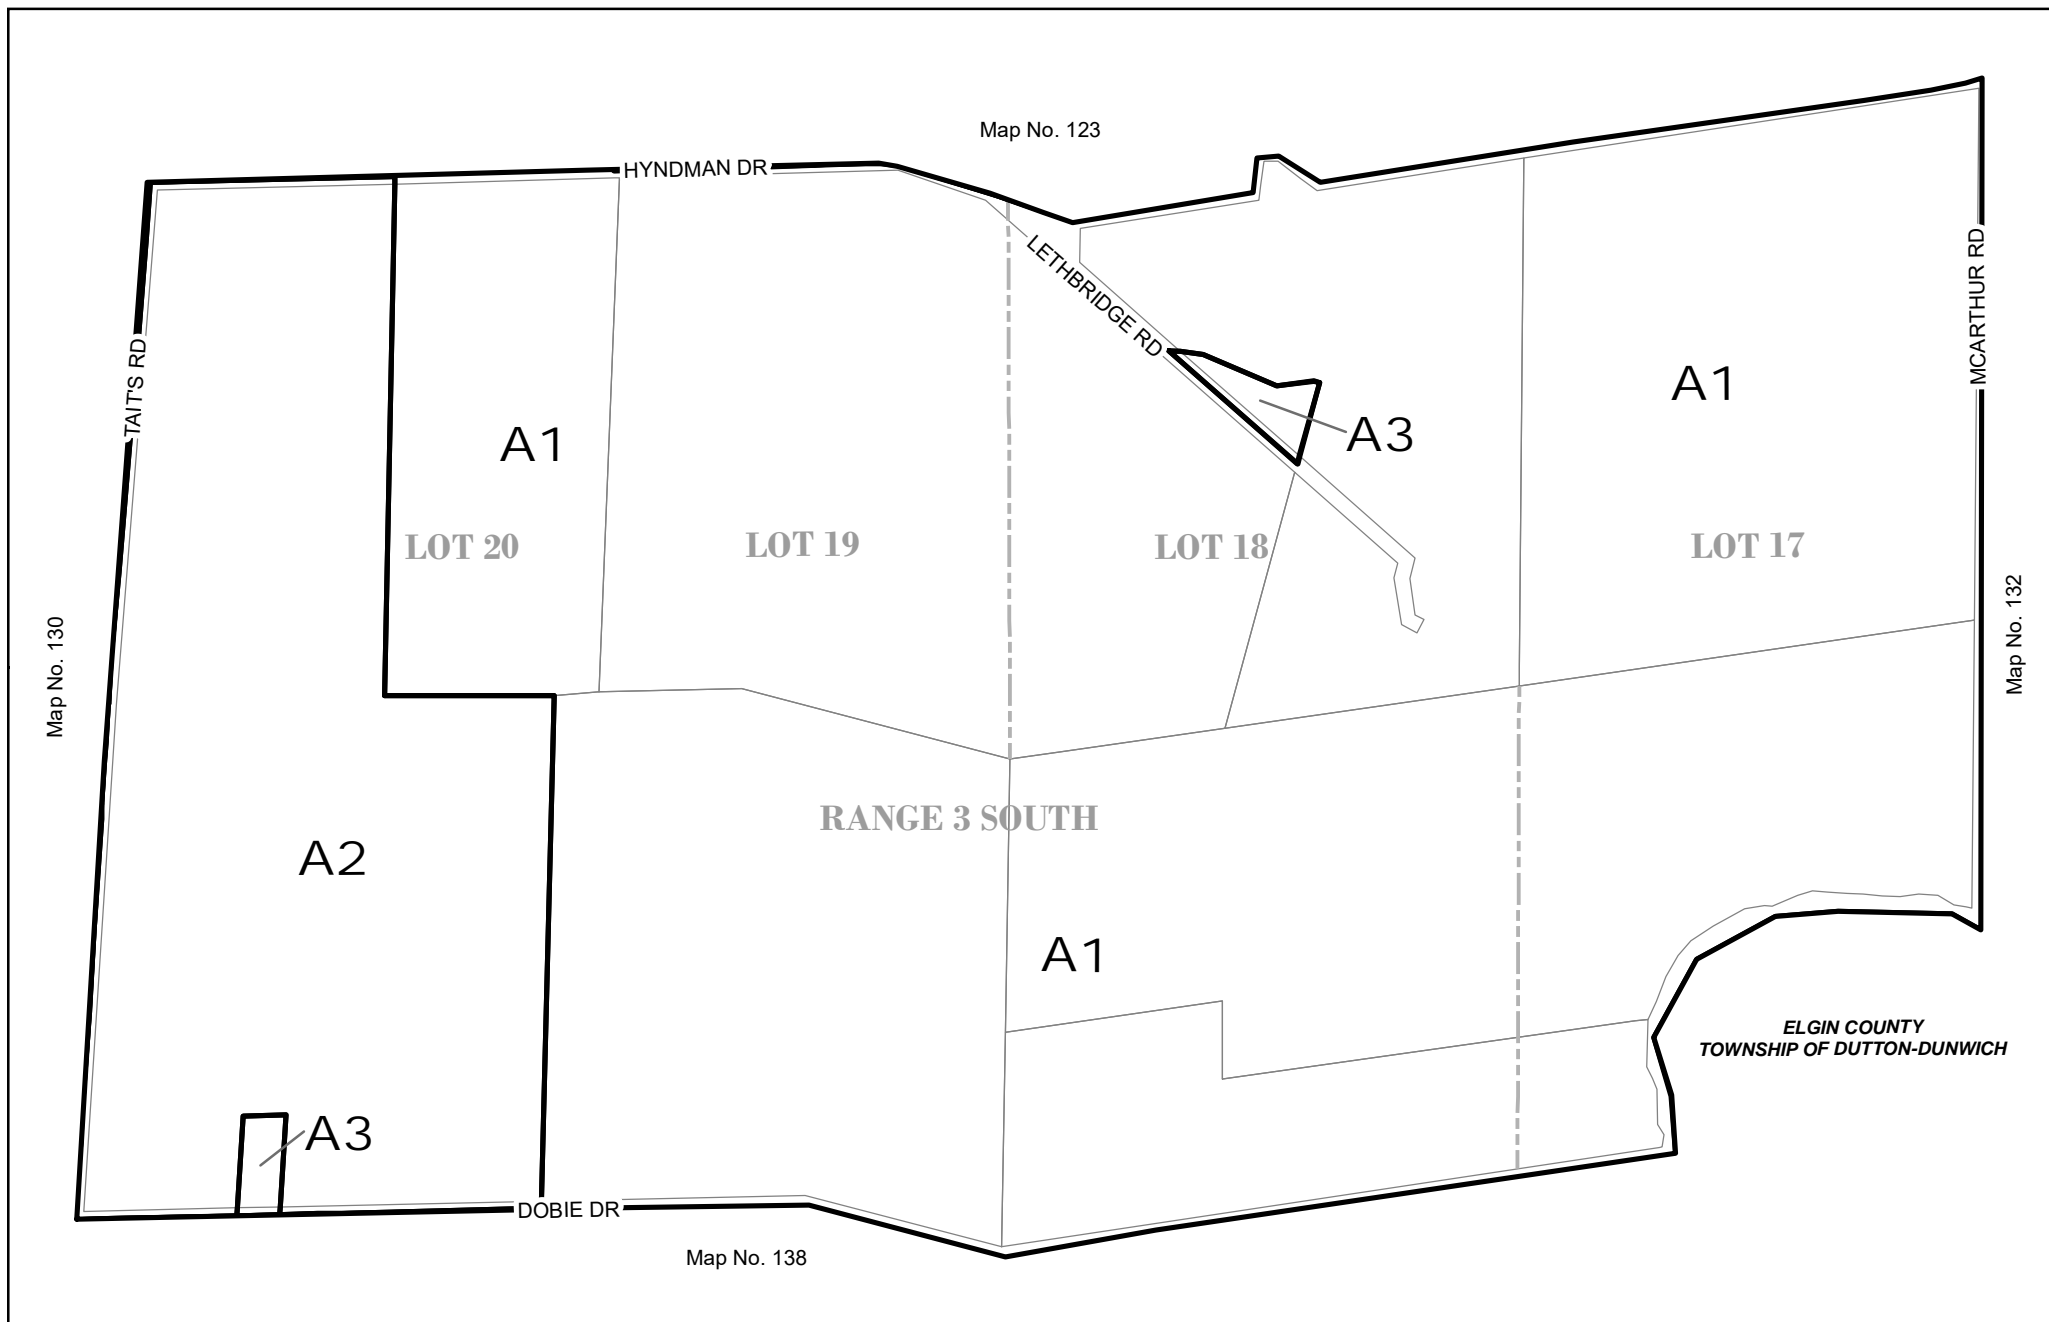 Map No. 123
HYNDMAN DR
LETHBRIDGE RD
MCARTHUR RD
TAIT'S RD
A1
A3
A1
LOT 20
LOT 19
LOT 18
LOT 17
Map No. 130
Map No. 132
RANGE 3 SOUTH
A2
A1
ELGIN COUNTY
TOWNSHIP OF DUTTON-DUNWICH
A3
DOBIE DR
Map No. 138